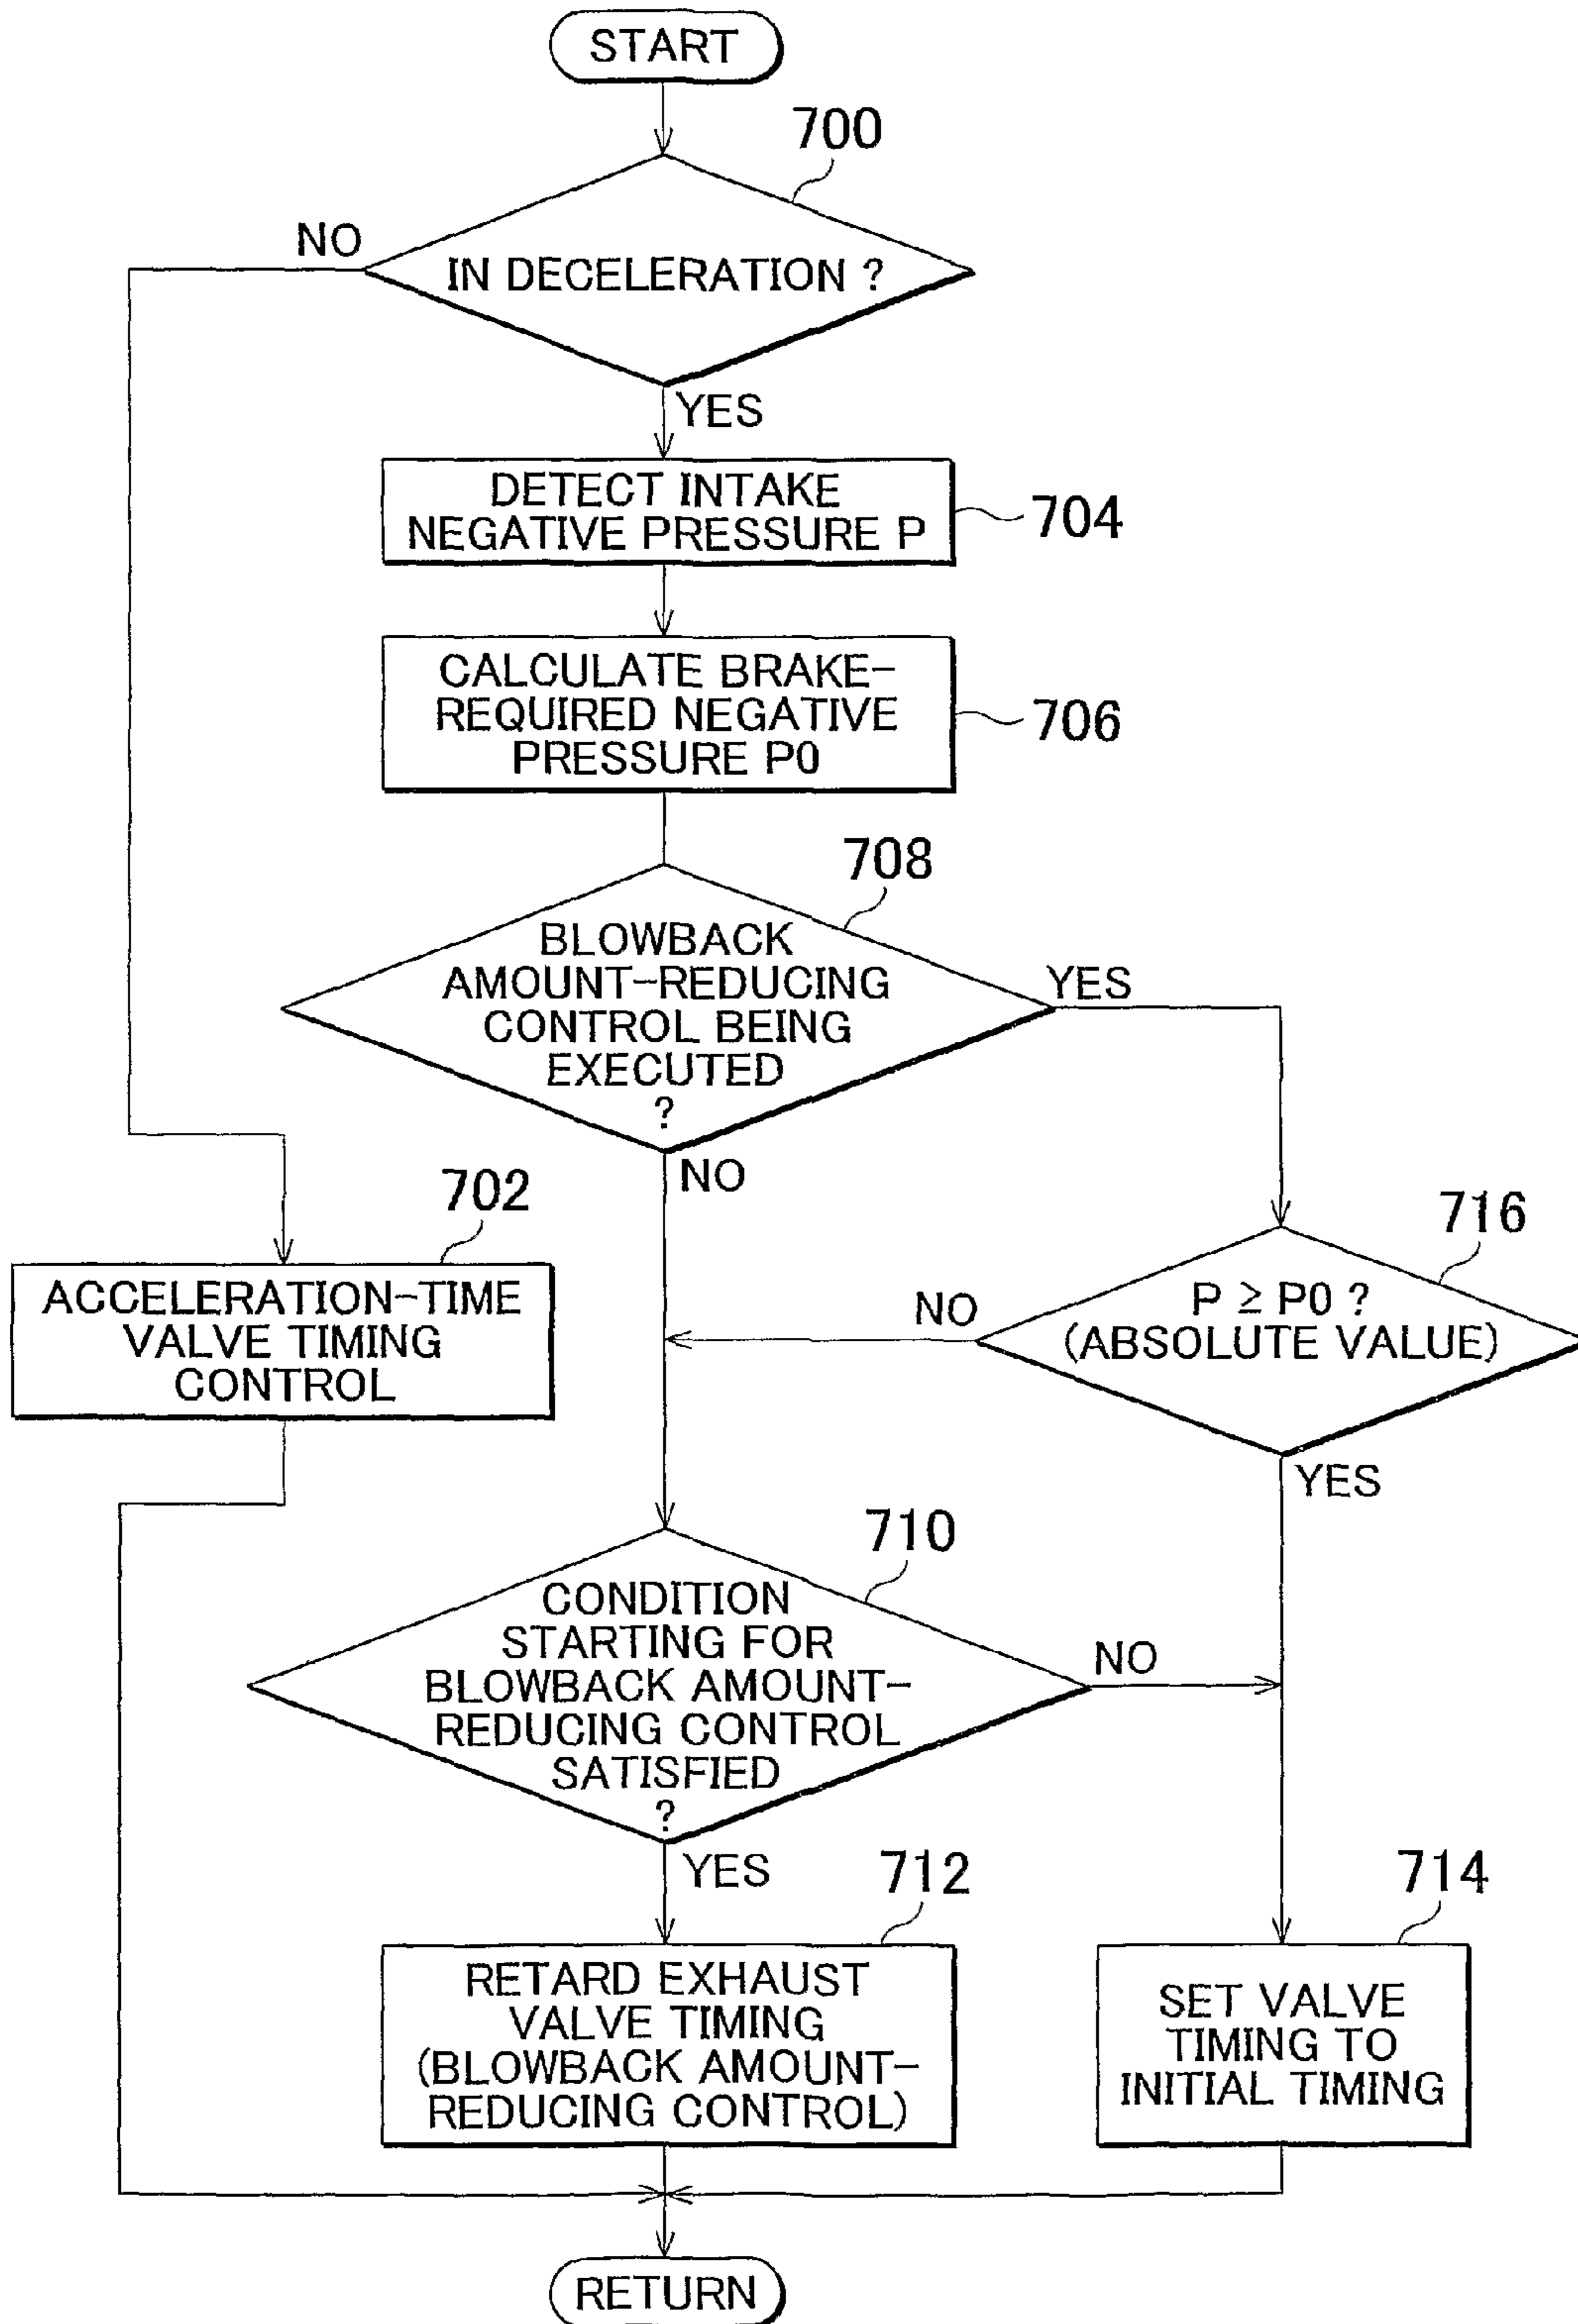 START
700
NO
IN DECELERATION ?
YES
DETECT INTAKE
NEGATIVE PRESSURE P
704
CALCULATE BRAKE-
REQUIRED NEGATIVE
PRESSURE P0
706
708
BLOWBACK
AMOUNT-REDUCING
CONTROL BEING
EXECUTED
?
YES
NO
702
ACCELERATION-TIME
VALVE TIMING
CONTROL
716
P ≥ P0 ?
(ABSOLUTE VALUE)
NO
YES
710
CONDITION
STARTING FOR
BLOWBACK AMOUNT-
REDUCING CONTROL
SATISFIED
?
NO
YES
712
RETARD EXHAUST
VALVE TIMING
(BLOWBACK AMOUNT-
REDUCING CONTROL)
714
SET VALVE
TIMING TO
INITIAL TIMING
RETURN